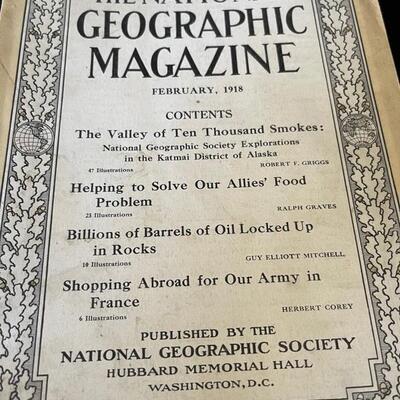 THE NATIONAL
GEOGRAPHIC
MAGAZINE
FEBRUARY, 1918
CONTENTS
The Valley of Ten Thousand Smokes:
National Geographic Society Explorations
in the Katmai District of Alaska
47 Illustrations ROBERT F. GRIGGS
Helping to Solve Our Allies' Food
Problem
23 Illustrations RALPH GRAVES
Billions of Barrels of Oil Locked Up
in Rocks
10 Illustrations GUY ELLIOTT MITCHELL
Shopping Abroad for Our Army in
France
6 Illustrations HERBERT COREY
PUBLISHED BY THE
NATIONAL GEOGRAPHIC SOCIETY
HUBBARD MEMORIAL HALL
WASHINGTON, D.C.